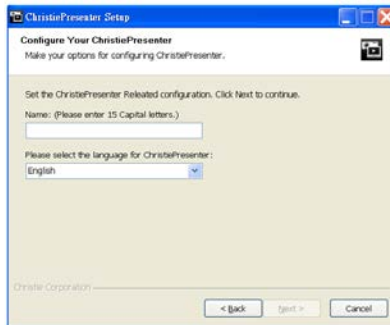 ChristiePresenter Setup
Configure Your ChristiePresenter
Make your options for configuring ChristiePresenter.
Set the ChristiePresenter Releated configuration. Click Next to continue.
Name: (Please enter 15 Capital letters.)
Please select the language for ChristiePresenter:
English
Christie Corporation
< Back Next > Cancel